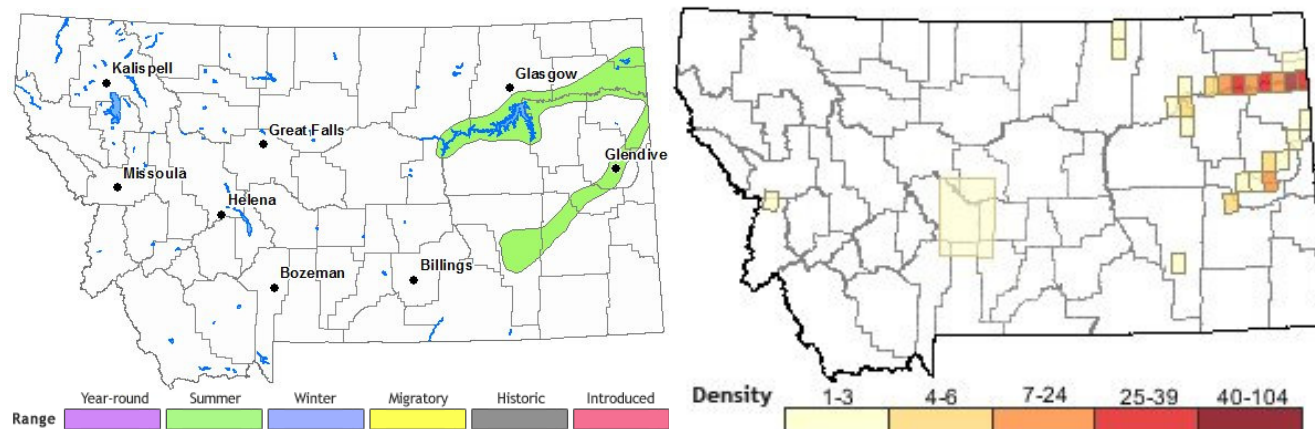 Kalispell
Glasgow
Great Falls
Glendive
Missoula
Helena
Bozeman
Billings
Year-round Summer Winter Migratory Historic Introduced
Range
Density 1-3 4-6 7-24 25-39 40-104